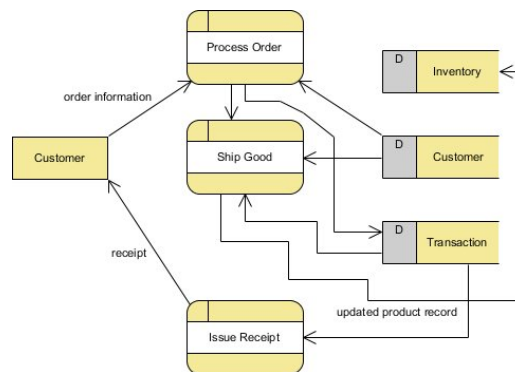 Process Order
D
Inventory
order information
D
Customer
Customer
Ship Good
D
Transaction
receipt
updated product record
Issue Receipt